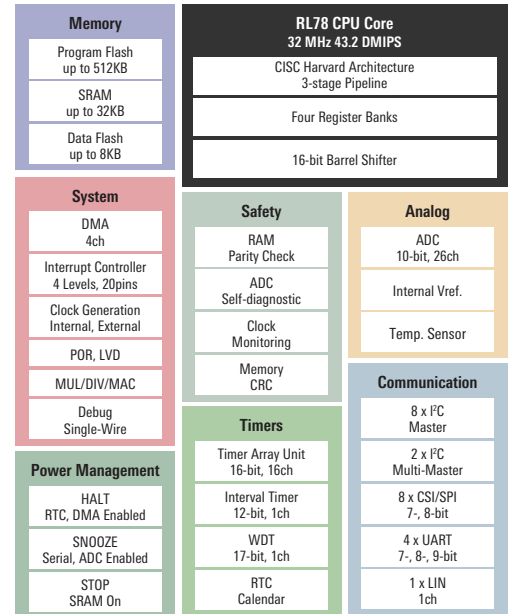 Memory
Program Flash
up to 512KB
SRAM
up to 32KB
Data Flash
up to 8KB
RL78 CPU Core
32 MHz 43.2 DMIPS
CISC Harvard Architecture
3-stage Pipeline
Four Register Banks
16-bit Barrel Shifter
System
DMA
4ch
Interrupt Controller
4 Levels, 20pins
Clock Generation
Internal, External
POR, LVD
MUL/DIV/MAC
Debug
Single-Wire
Safety
RAM
Parity Check
ADC
Self-diagnostic
Clock
Monitoring
Memory
CRC
Analog
ADC
10-bit, 26ch
Internal Vref.
Temp. Sensor
Power Management
HALT
RTC, DMA Enabled
SNOOZE
Serial, ADC Enabled
STOP
SRAM On
Timers
Timer Array Unit
16-bit, 16ch
Interval Timer
12-bit, 1ch
WDT
17-bit, 1ch
RTC
Calendar
Communication
8 x I²C
Master
2 x I²C
Multi-Master
8 x CSI/SPI
7-, 8-bit
4 x UART
7-, 8-, 9-bit
1 x LIN
1ch